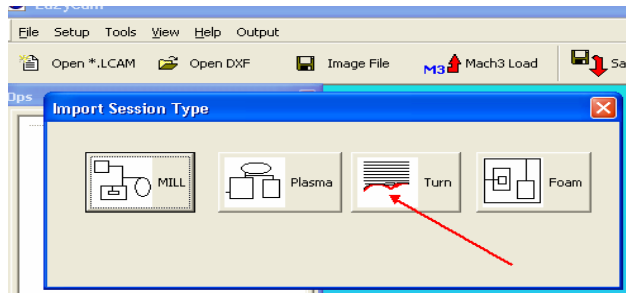 File Setup Tools View Help Output
Open *.LCAM Open DXF Image File M3 Mach3 Load Sa
Ops
Import Session Type
MILL Plasma Turn Foam